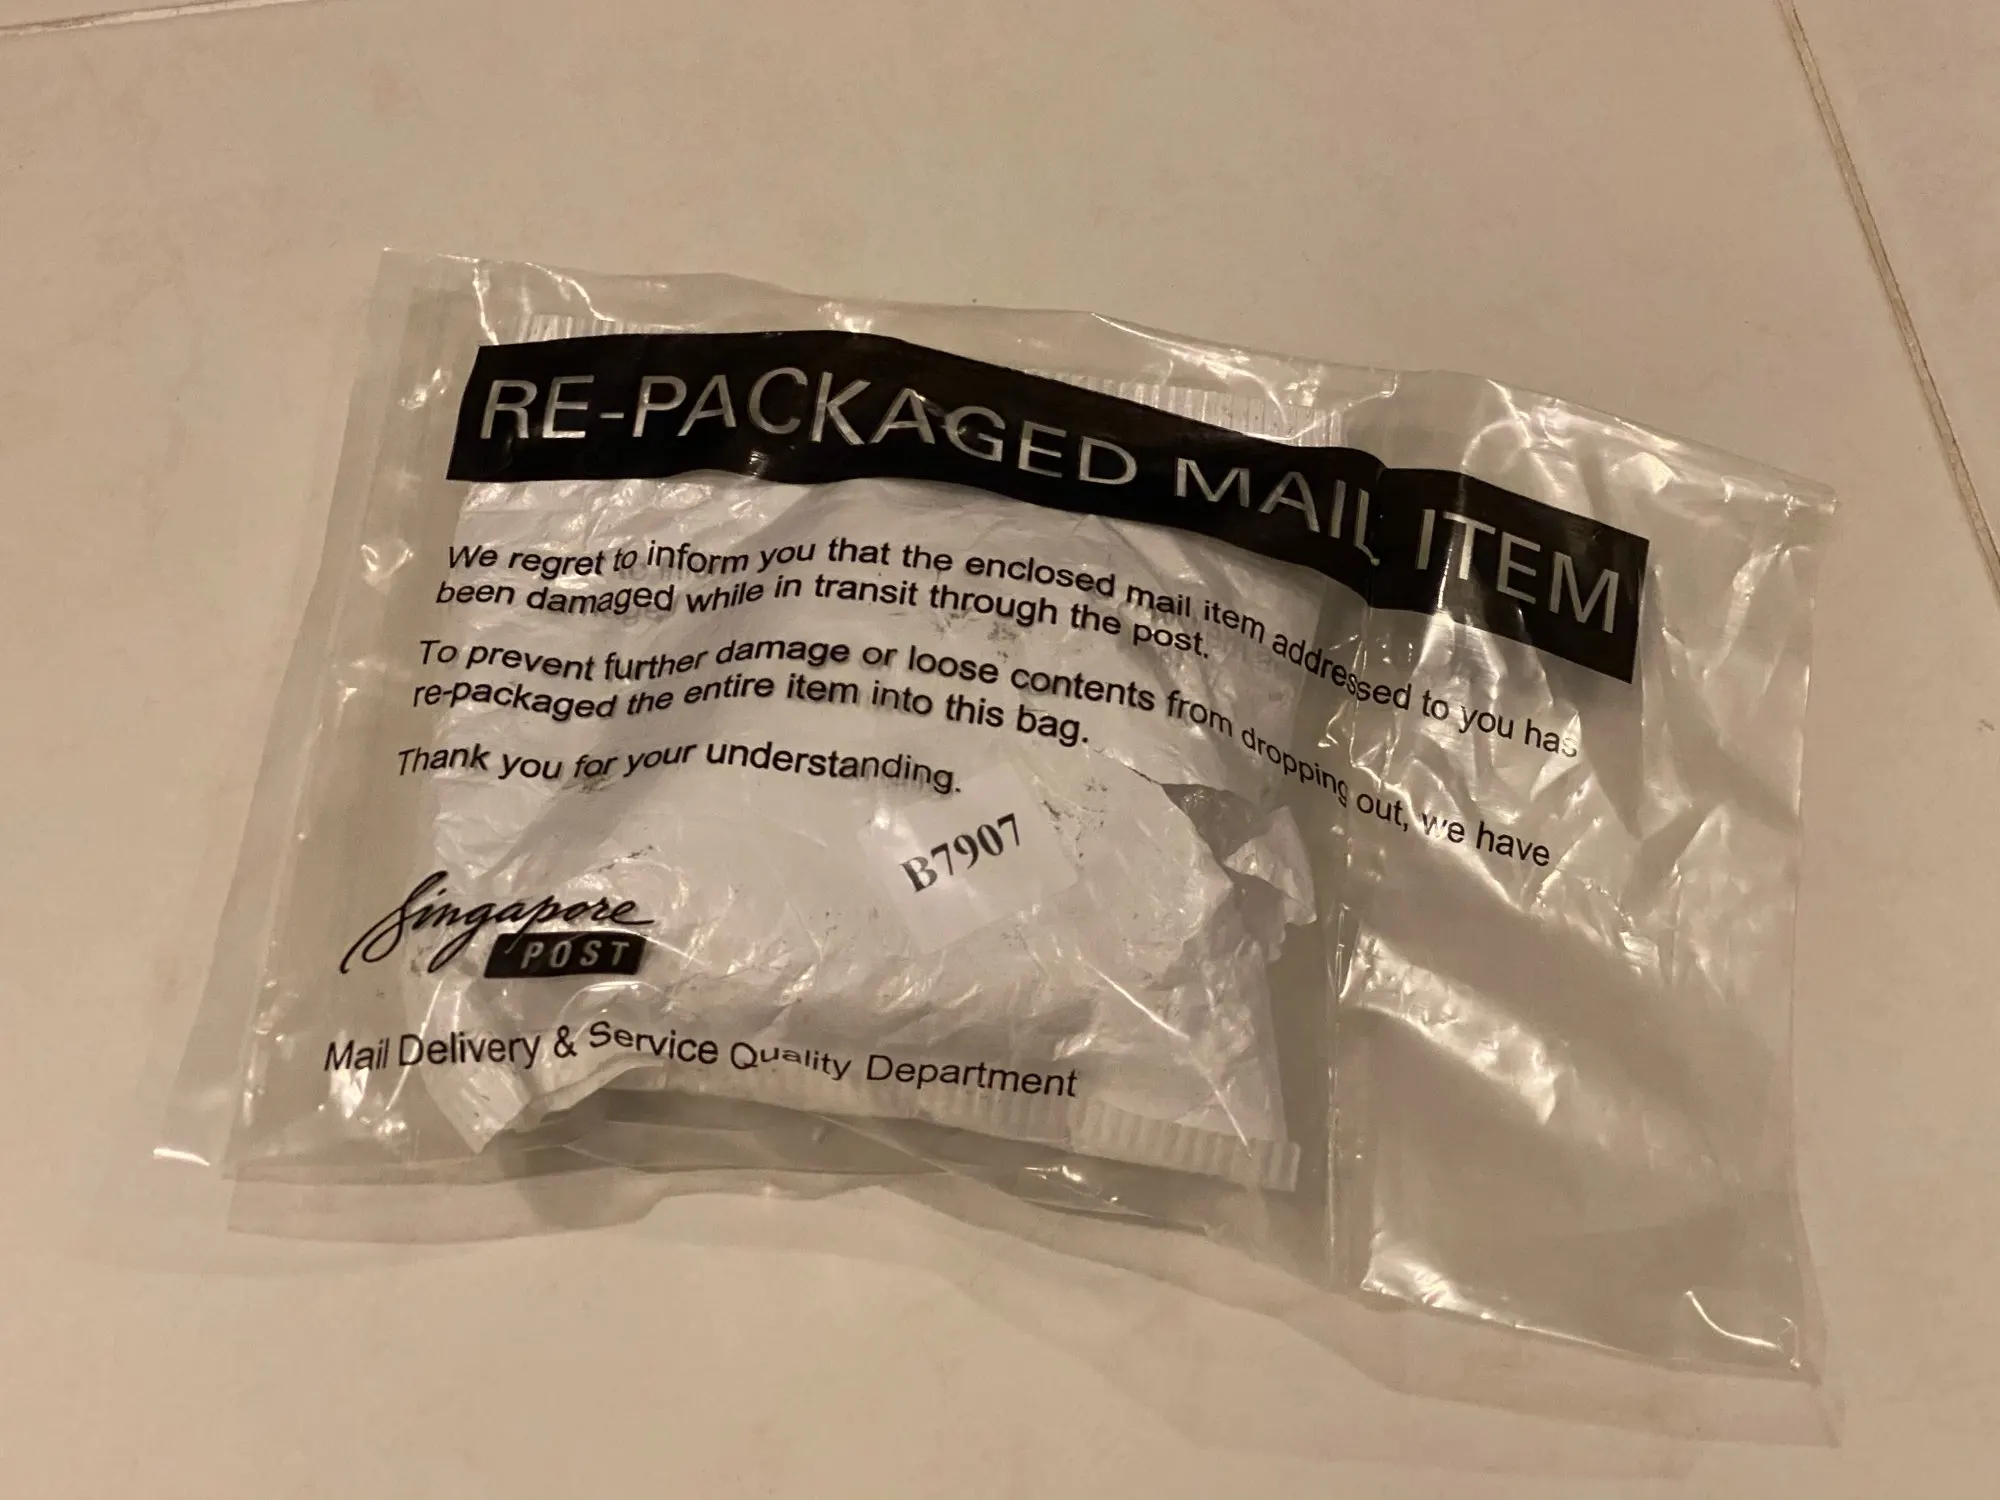 RE-PACKAGED MAIL ITEM
We regret to inform you that the enclosed mail item addressed to you has
been damaged while in transit through the post.
To prevent further damage or loose contents from dropping out, we have
re-packaged the entire item into this bag.
Thank you for your understanding.
B7907
Singapore
POST
Mail Delivery & Service Quality Department